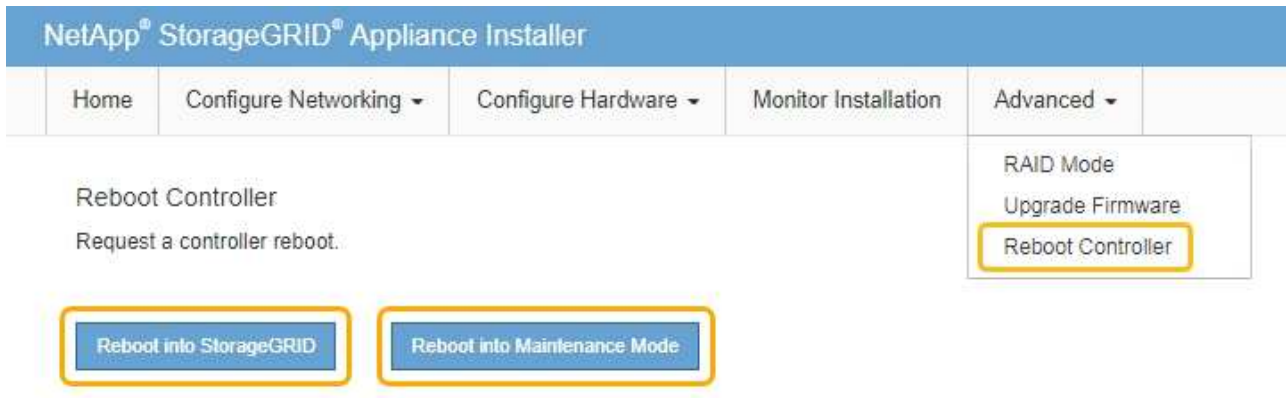 NetApp® StorageGRID® Appliance Installer
Home Configure Networking Configure Hardware Monitor Installation Advanced
RAID Mode
Upgrade Firmware
Reboot Controller
Reboot Controller
Request a controller reboot.
Reboot into StorageGRID Reboot into Maintenance Mode